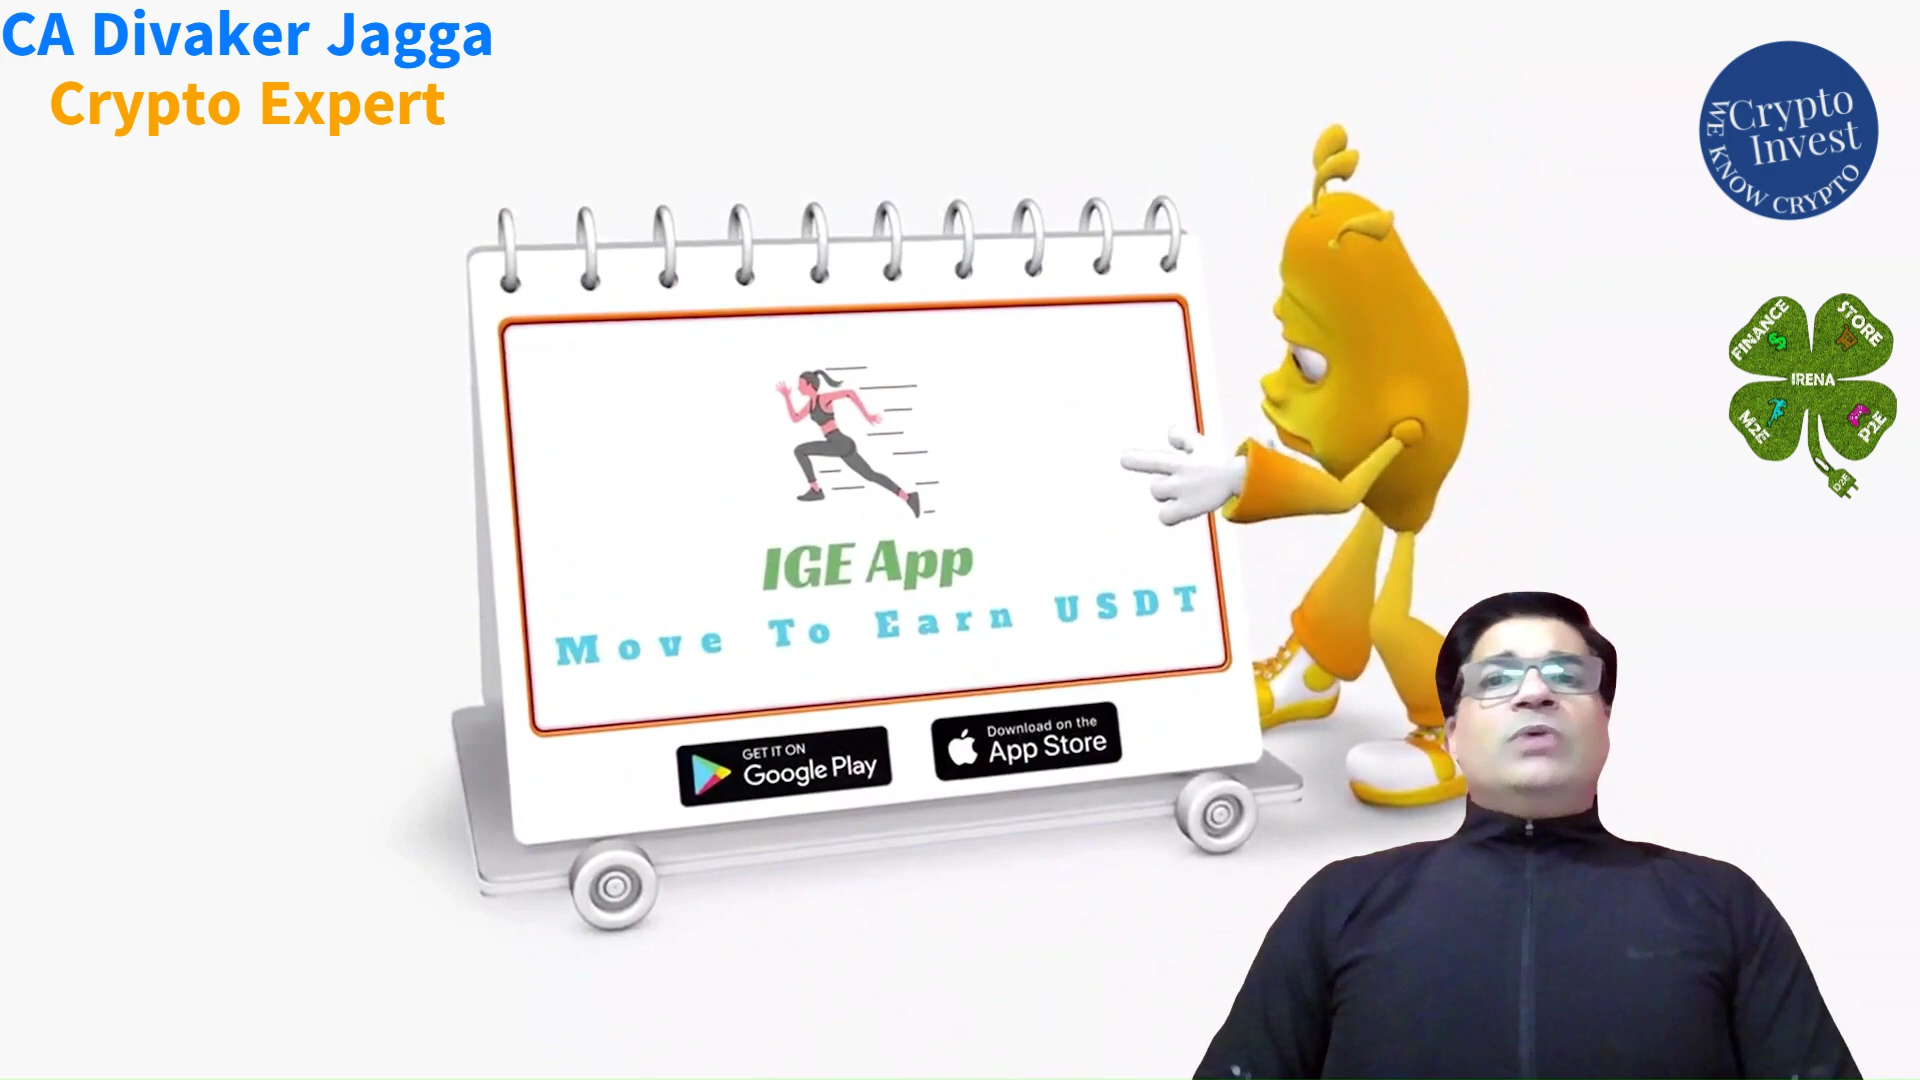 CA Divaker Jagga
Crypto Expert
Crypto
Invest
WE KNOW CRYPTO
FINANCE
STORE
IRENA
M2E
P2E
D2E
IGE App
Move To Earn USDT
GET IT ON
Google Play
Download on the
App Store